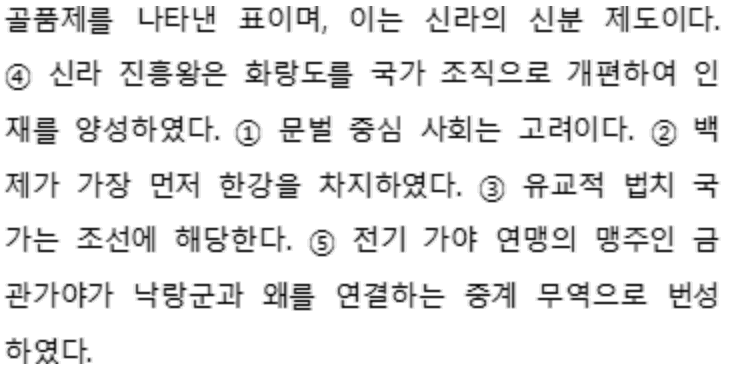 골품제를 나타낸 표이며, 이는 신라의 신분 제도이다.
④ 신라 진흥왕은 화랑도를 국가 조직으로 개편하여 인
재를 양성하였다. ① 문벌 중심 사회는 고려이다. ② 백
제가 가장 먼저 한강을 차지하였다. ③ 유교적 법치 국
가는 조선에 해당한다. ⑤ 전기 가야 연맹의 맹주인 금
관가야가 낙랑군과 왜를 연결하는 중계 무역으로 번성
하였다.